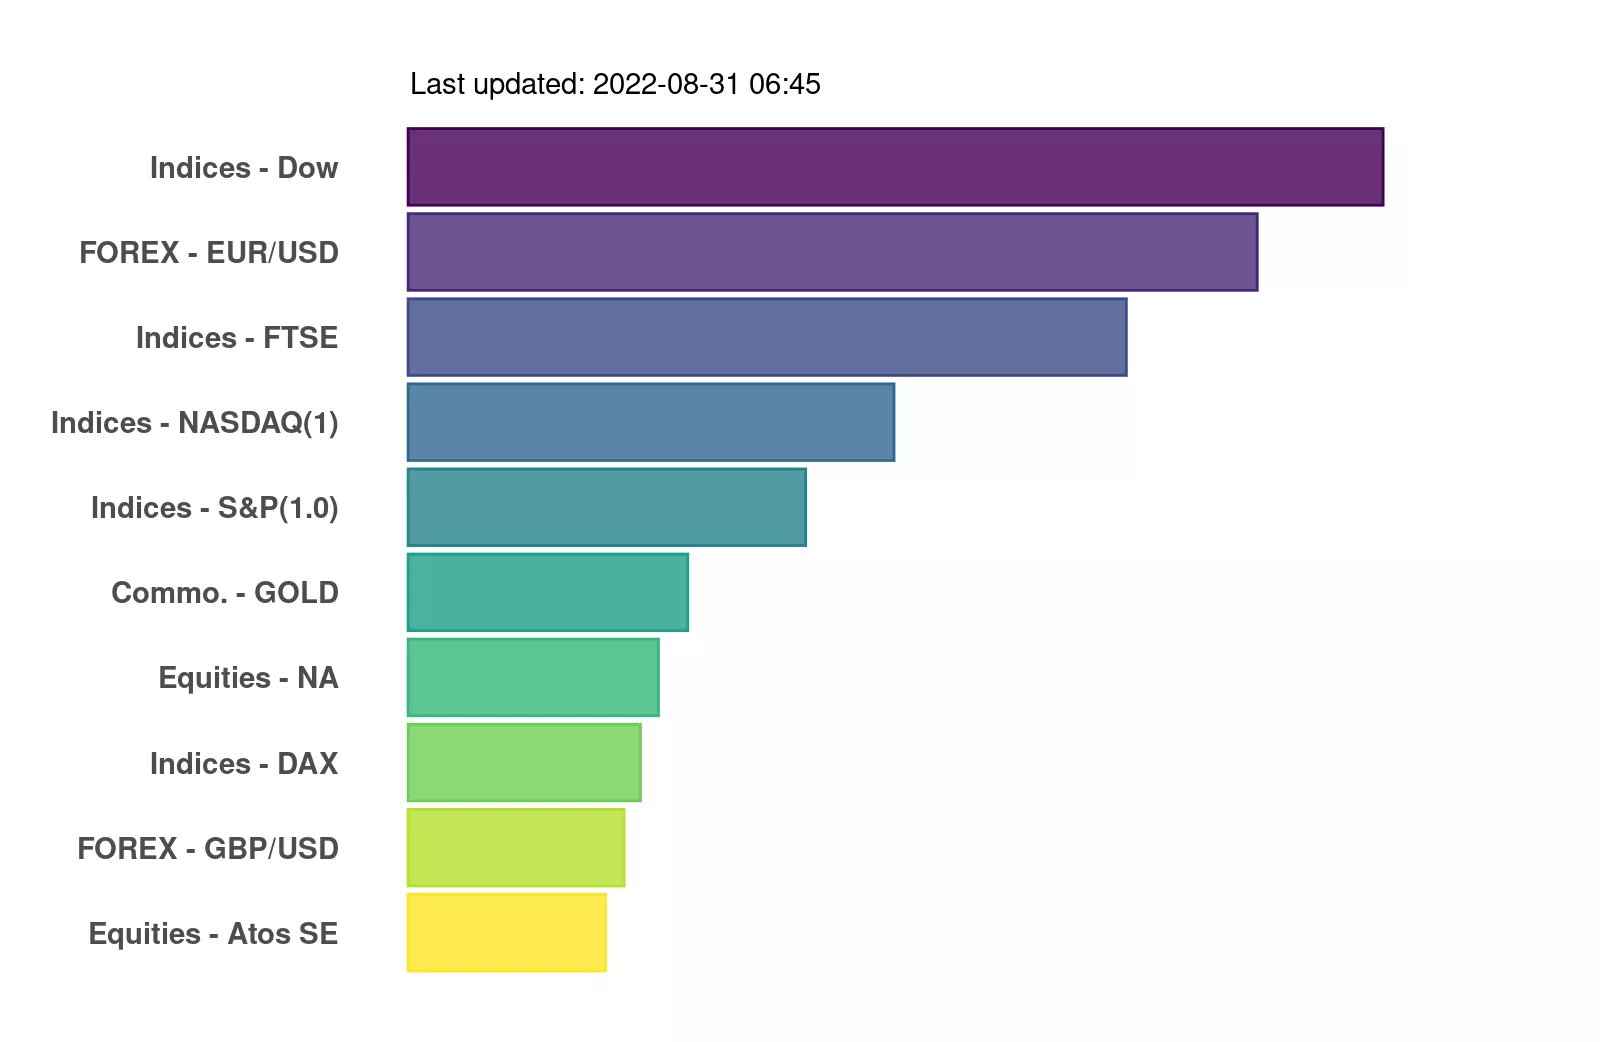 Last updated: 2022-08-31 06:45
Indices - Dow
FOREX - EUR/USD
Indices - FTSE
Indices - NASDAQ(1)
Indices - S&P(1.0)
Commo. - GOLD
Equities - NA
Indices - DAX
FOREX - GBP/USD
Equities - Atos SE